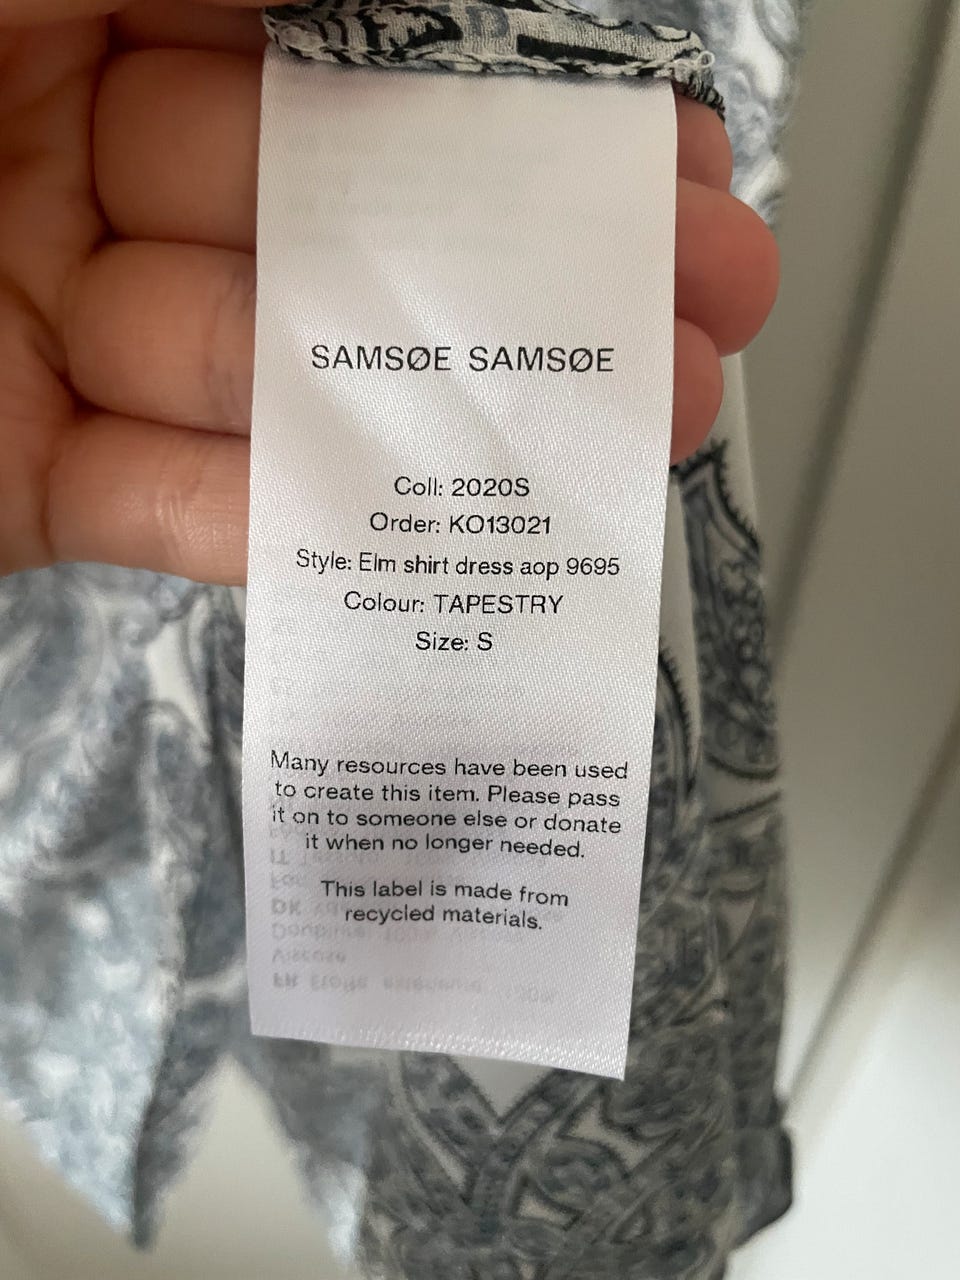 SAMSØE SAMSØE
Coll: 2020S
Order: KO13021
Style: Elm shirt dress aop 9695
Colour: TAPESTRY
Size: S
Many resources have been used
to create this item. Please pass
it on to someone else or donate
it when no longer needed.
This label is made from
recycled materials.